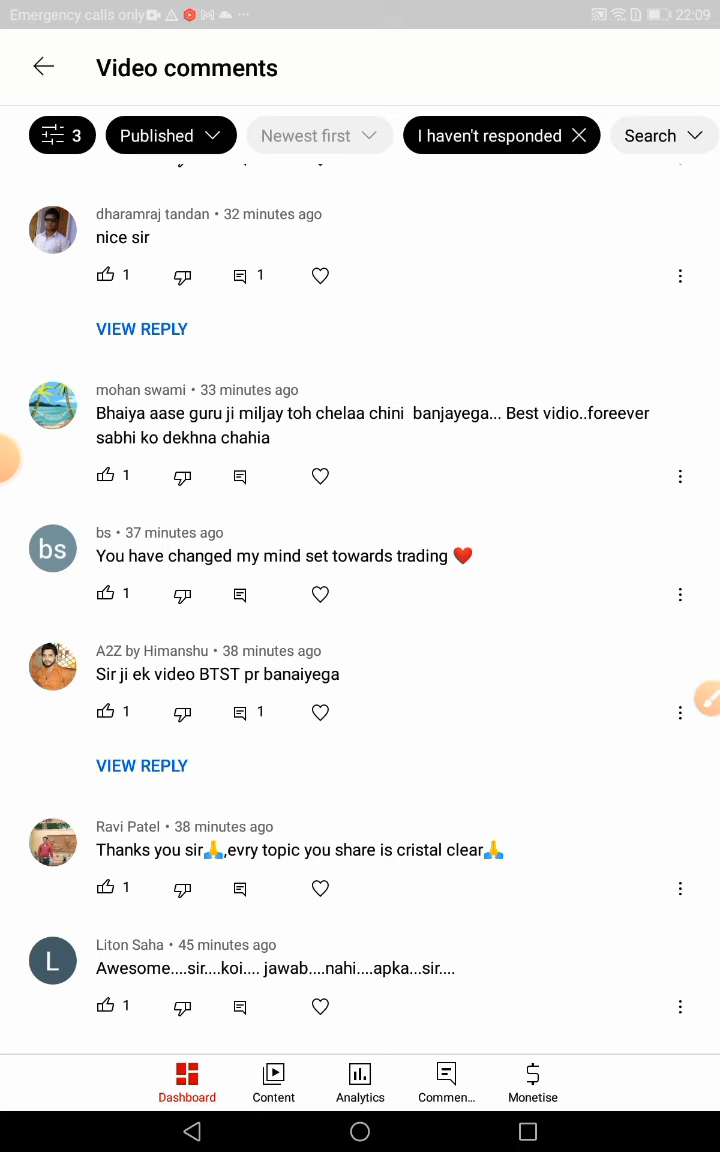 Emergency calls only
22:09
Video comments
3
Published
Newest first
I haven't responded
Search
dharamraj tandan • 32 minutes ago
nice sir
1
1
VIEW REPLY
mohan swami • 33 minutes ago
Bhaiya aase guru ji miljay toh chelaa chini banjayega... Best vidio..foreever
sabhi ko dekhna chahia
1
bs
bs • 37 minutes ago
You have changed my mind set towards trading ❤️
1
A2Z by Himanshu • 38 minutes ago
Sir ji ek video BTST pr banaiyega
1
1
VIEW REPLY
Ravi Patel • 38 minutes ago
Thanks you sir🙏,evry topic you share is cristal clear🙏
1
L
Liton Saha • 45 minutes ago
Awesome....sir....koi.... jawab....nahi....apka...sir....
1
Dashboard
Content
Analytics
Commen...
Monetise